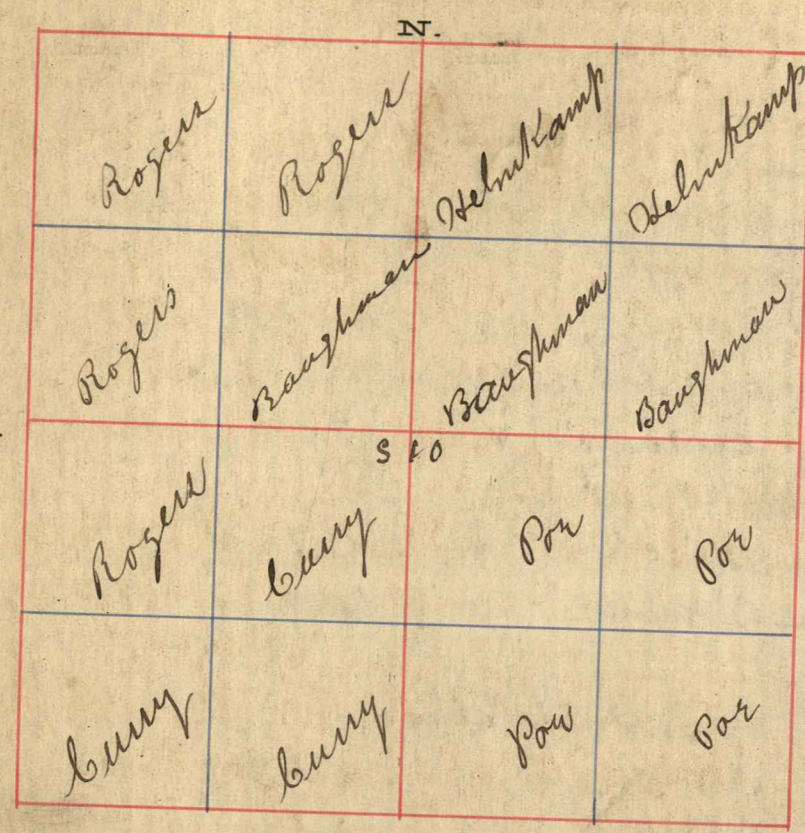 N.
Rogers Rogers Helmkamp Helmkamp
Rogers Baughman Baughman Baughman
S 10
Rogers Curry Poe Poe
Curry Curry Poe Poe